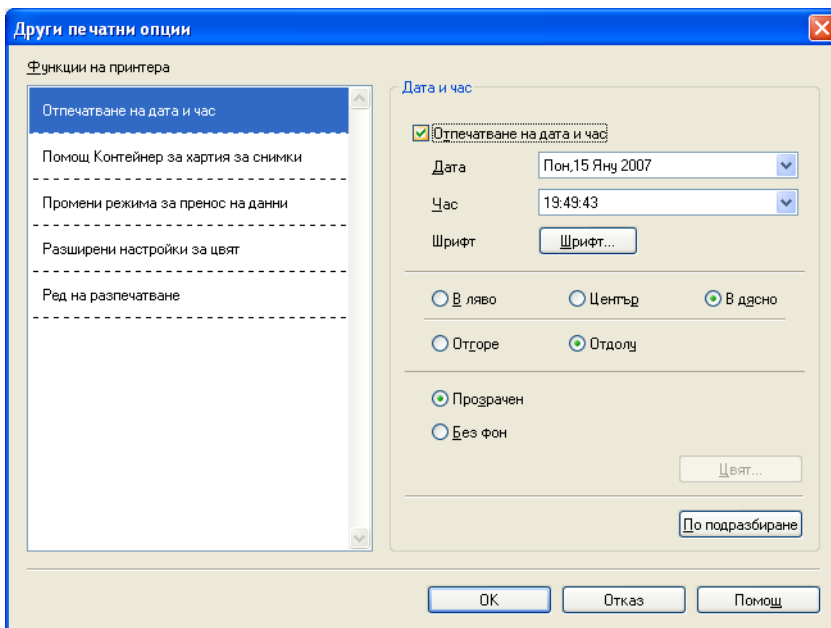 Други печатни опции
Функции на принтера
Отпечатване на дата и час
Помощ Контейнер за хартия за снимки
Промени режима за пренос на данни
Разширени настройки за цвят
Ред на разпечатване
Дата и час
Отпечатване на дата и час
Дата Пон,15 Яну 2007
Час 19:49:43
Шрифт Шрифт...
В ляво Център В дясно
Отгоре Отдолу
Прозрачен
Без фон
Цвят...
По подразбиране
OK Отказ Помощ